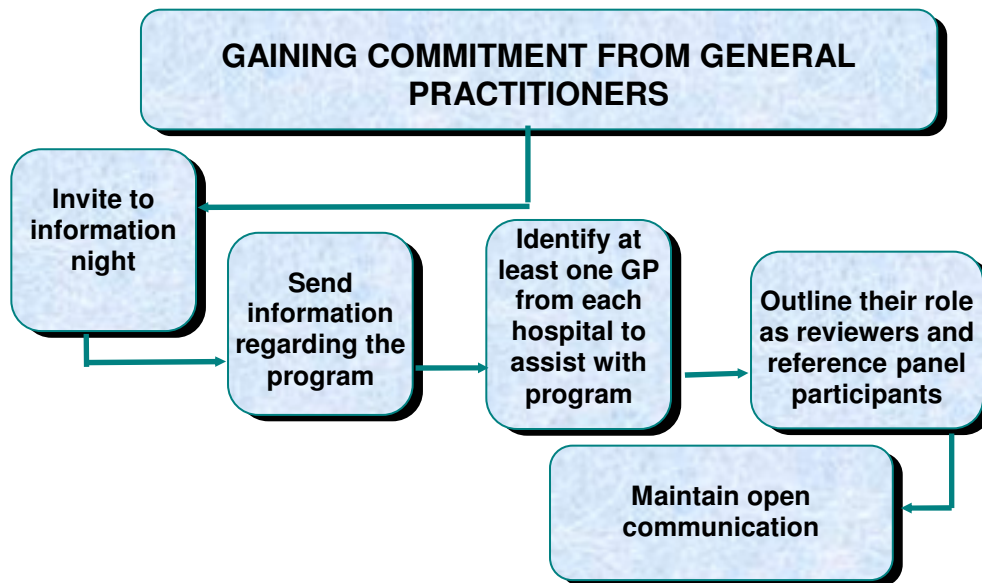 GAINING COMMITMENT FROM GENERAL
PRACTITIONERS
Invite to
information
night
Send
information
regarding the
program
Identify at
least one GP
from each
hospital to
assist with
program
Outline their role
as reviewers and
reference panel
participants
Maintain open
communication